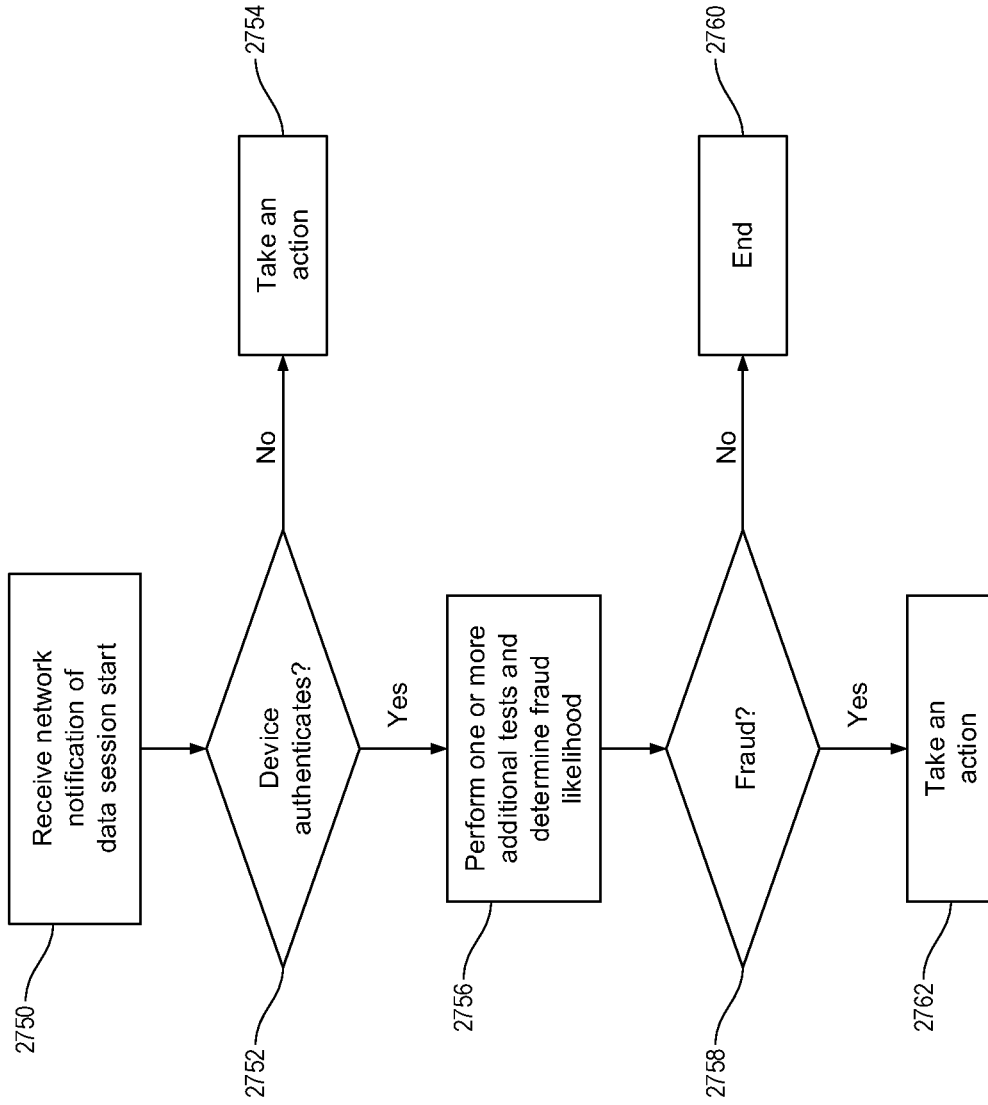 2750
Receive network
notification of
data session start
2752
Device
authenticates?
No
2754
Take an
action
Yes
2756
Perform one or more
additional tests and
determine fraud
likelihood
2758
Fraud?
No
2760
End
Yes
2762
Take an
action